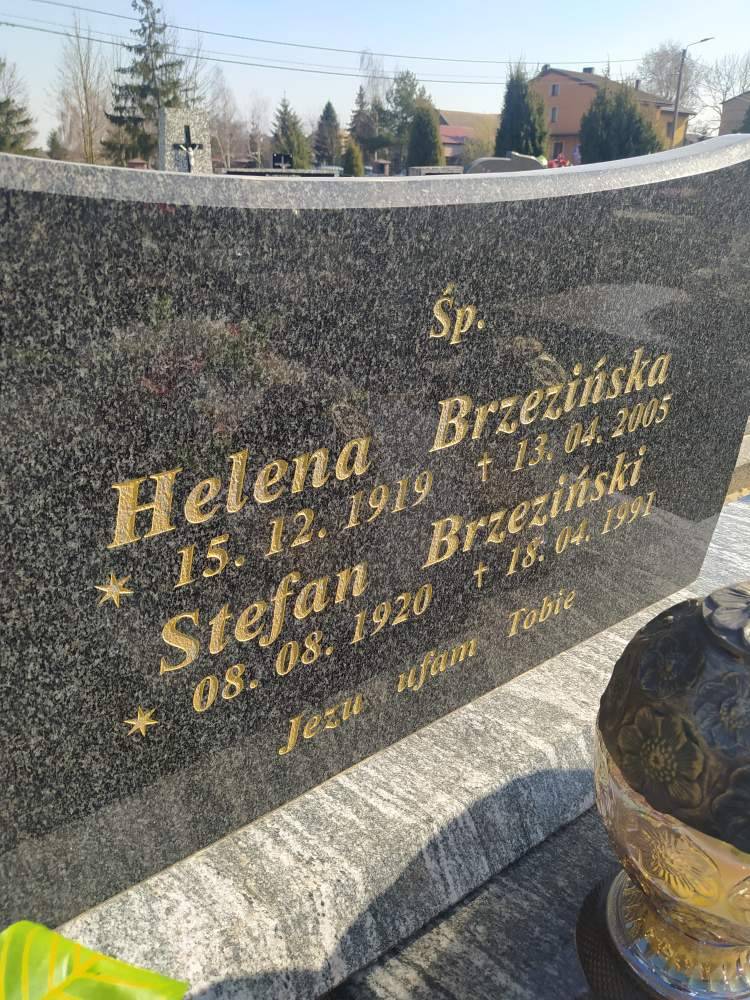 Śp.
Helena Brzezińska
* 15. 12. 1919 † 13. 04. 2005
Stefan Brzeziński
* 08. 08. 1920 † 18. 04. 1991
Jezu ufam Tobie